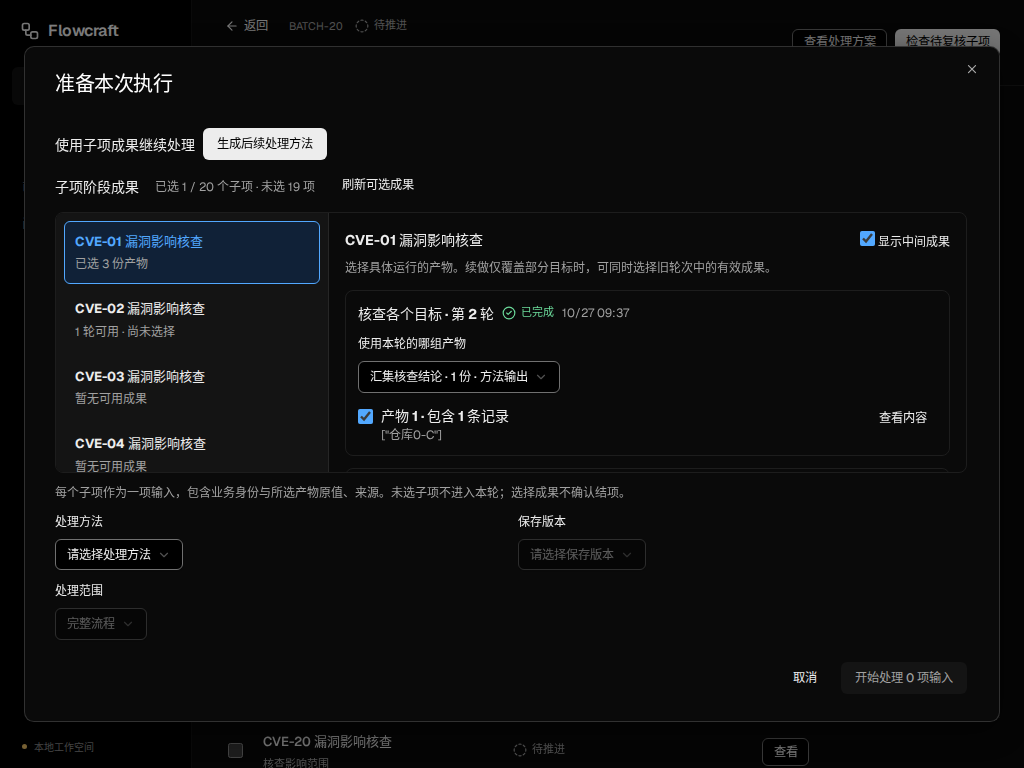 Flowcraft
返回 BATCH-20 待推进
查看处理方案 检查待复核子项
准备本次执行
使用子项成果继续处理 生成后续处理方法
子项阶段成果 已选 1 / 20 个子项 · 未选 19 项 刷新可选成果
CVE-01 漏洞影响核查
已选 3 份产物
CVE-02 漏洞影响核查
1 轮可用 · 尚未选择
CVE-03 漏洞影响核查
暂无可用成果
CVE-04 漏洞影响核查
暂无可用成果
CVE-01 漏洞影响核查 显示中间成果
选择具体运行的产物。续做仅覆盖部分目标时，可同时选择旧轮次中的有效成果。
核查各个目标 · 第 2 轮 已完成 10/27 09:37
使用本轮的哪组产物
汇集核查结论 · 1 份 · 方法输出
产物 1 · 包含 1 条记录 查看内容
["仓库0-C"]
每个子项作为一项输入，包含业务身份与所选产物原值、来源。未选子项不进入本轮；选择成果不确认结项。
处理方法 保存版本
请选择处理方法 请选择保存版本
处理范围
完整流程
取消 开始处理 0 项输入
本地工作空间
CVE-20 漏洞影响核查 待推进 查看
核查影响范围